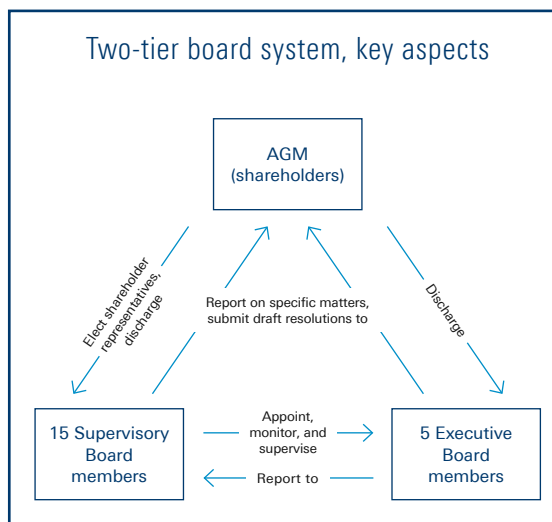 Two-tier board system, key aspects
AGM
(shareholders)
Elect shareholder
representatives,
discharge
Report on specific matters,
submit draft resolutions to
Discharge
15 Supervisory
Board
members
Appoint,
monitor, and
supervise
Report to
5 Executive
Board
members